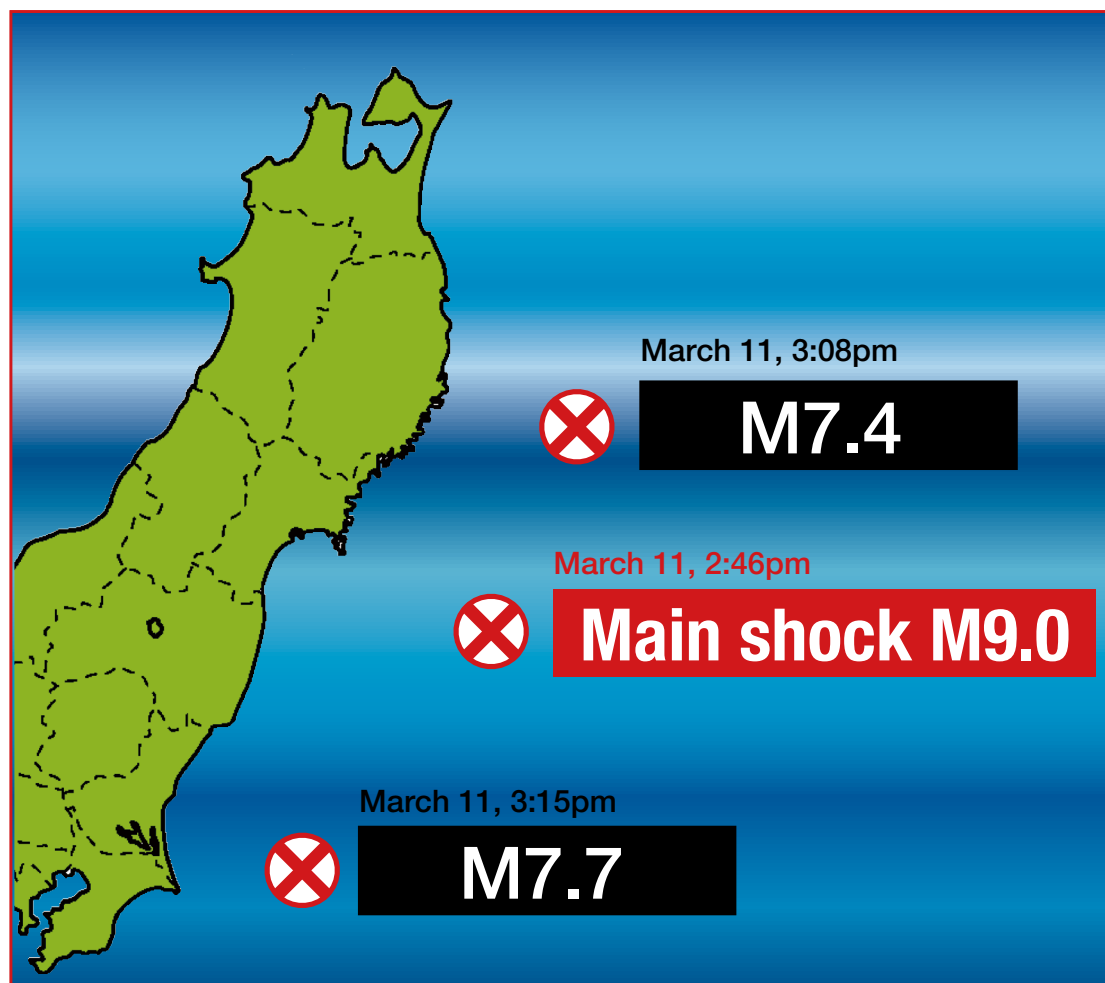 March 11, 3:08pm
M7.4
March 11, 2:46pm
Main shock M9.0
March 11, 3:15pm
M7.7